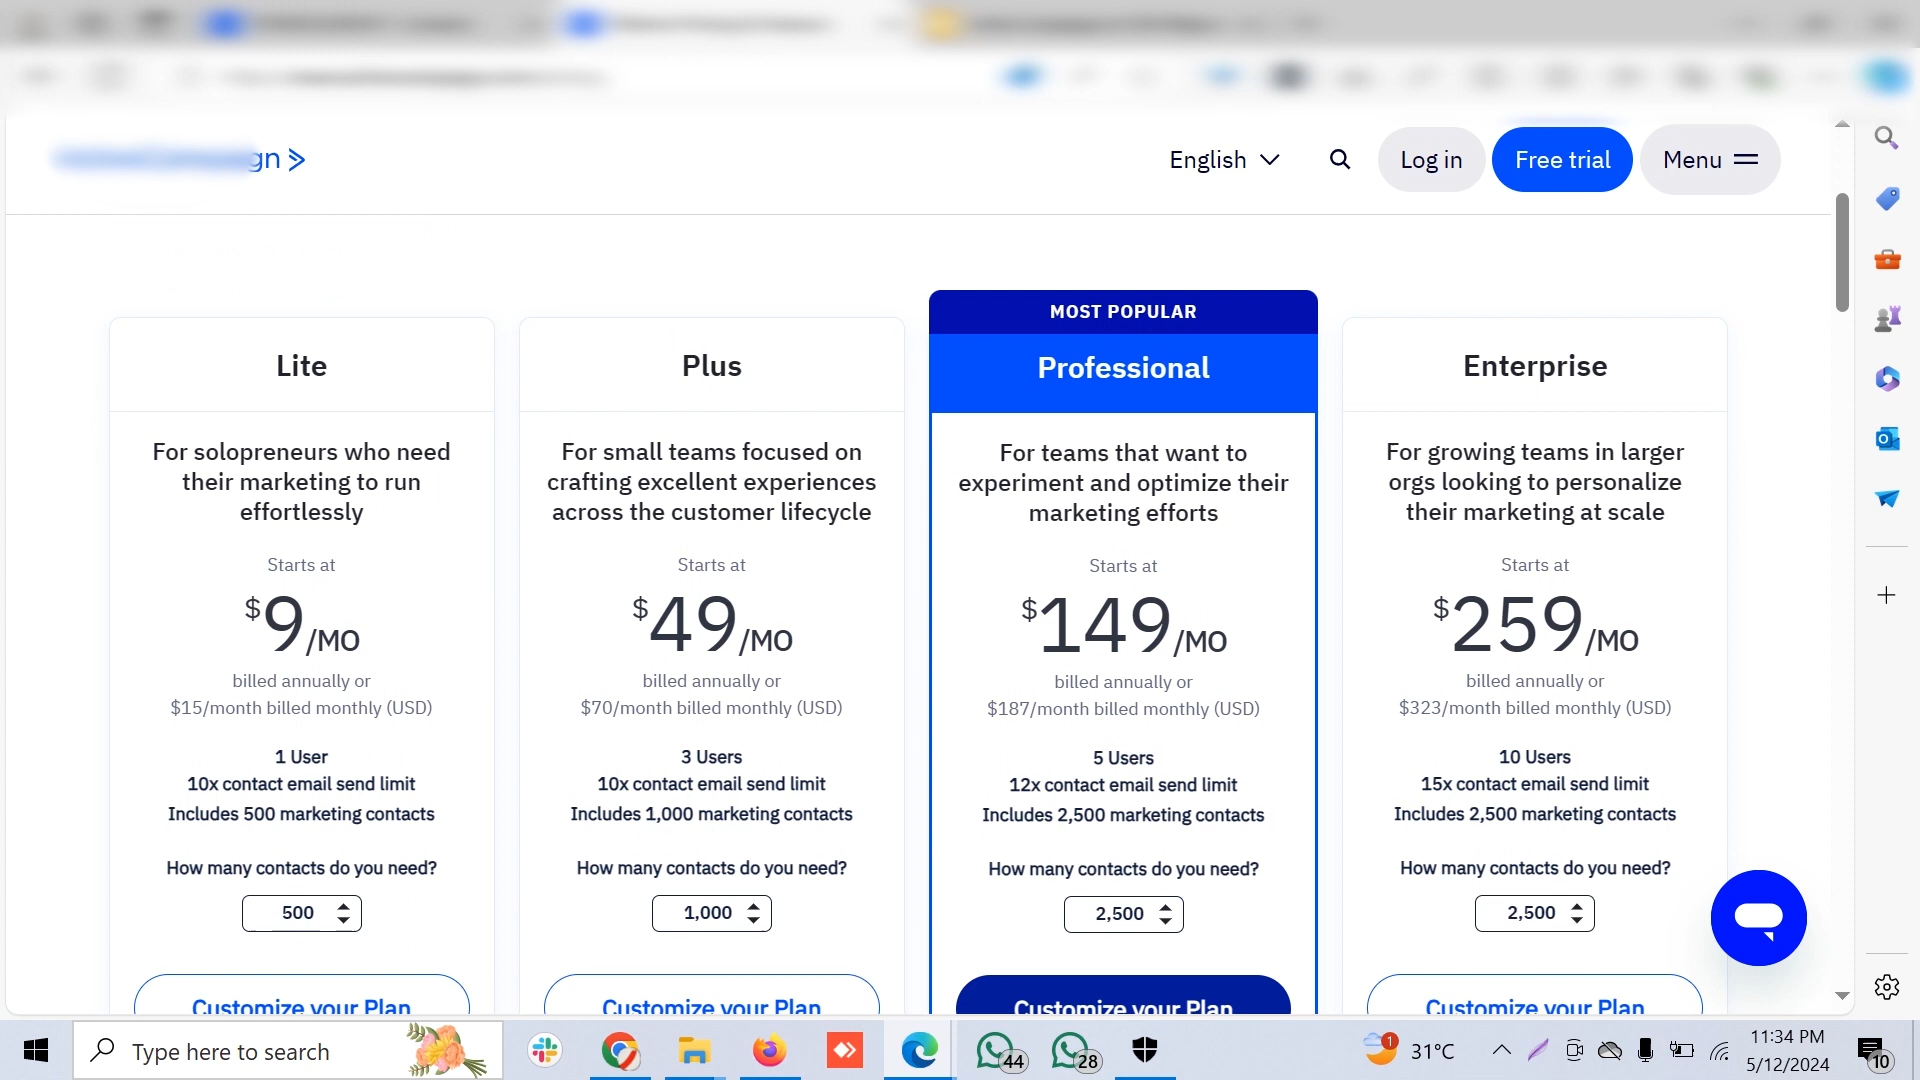 gn >
English
Log in
Free trial
Menu
MOST POPULAR
Lite
For solopreneurs who need
their marketing to run
effortlessly
Starts at
$9/MO
billed annually or
$15/month billed monthly (USD)
1 User
10x contact email send limit
Includes 500 marketing contacts
How many contacts do you need?
500
Customize your Plan
Plus
For small teams focused on
crafting excellent experiences
across the customer lifecycle
Starts at
$49/MO
billed annually or
$70/month billed monthly (USD)
3 Users
10x contact email send limit
Includes 1,000 marketing contacts
How many contacts do you need?
1,000
Customize your Plan
Professional
For teams that want to
experiment and optimize their
marketing efforts
Starts at
$149/MO
billed annually or
$187/month billed monthly (USD)
5 Users
12x contact email send limit
Includes 2,500 marketing contacts
How many contacts do you need?
2,500
Customize your Plan
Enterprise
For growing teams in larger
orgs looking to personalize
their marketing at scale
Starts at
$259/MO
billed annually or
$323/month billed monthly (USD)
10 Users
15x contact email send limit
Includes 2,500 marketing contacts
How many contacts do you need?
2,500
Customize your Plan
Type here to search
44
28
1
31°C
11:34 PM
5/12/2024
10